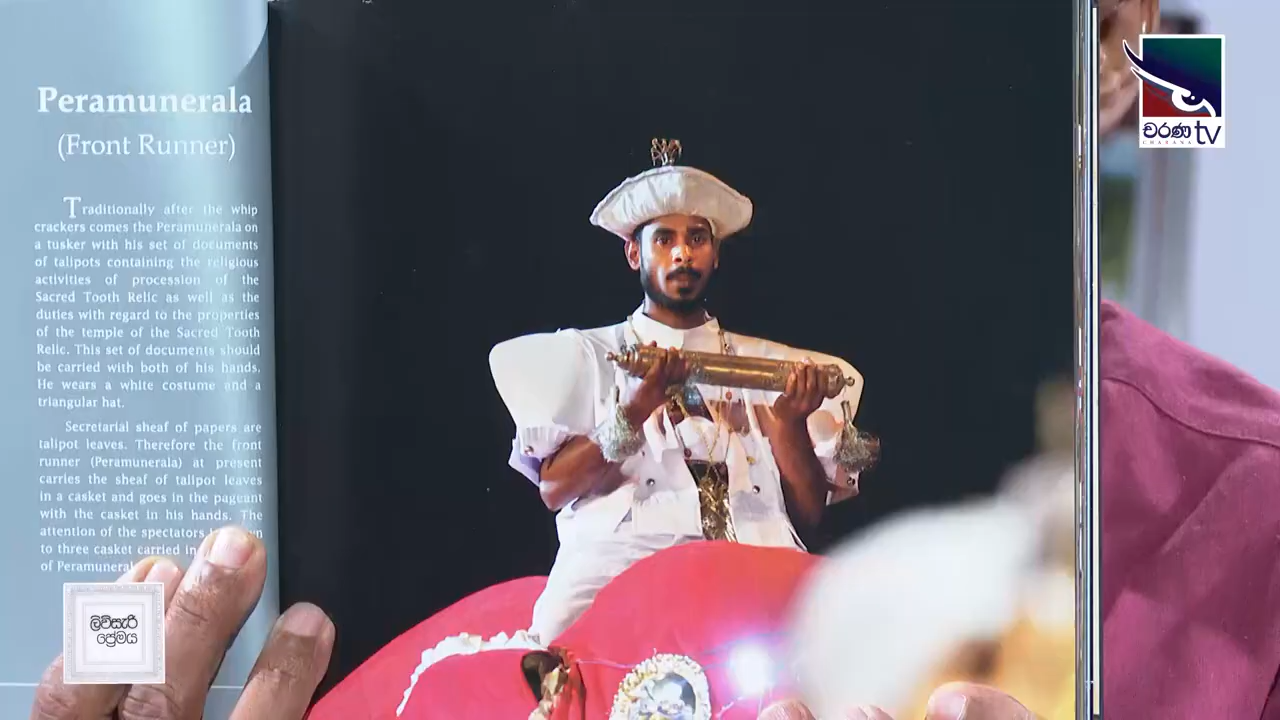 Peramunerala
(Front Runner)
Traditionally after the whip
crackers comes the Peramunerala on
a tusker with his set of documents
of talipots containing the religious
activities of procession of the
Sacred Tooth Relic as well as the
duties with regard to the properties
of the temple of the Sacred Tooth
Relic. This set of documents should
be carried with both of his hands.
He wears a white costume and a
triangular hat.
Secretarial sheaf of papers are
talipot leaves. Therefore the front
runner (Peramunerala) at present
carries the sheaf of talipot leaves
in a casket and goes in the pageant
with the casket in his hands. The
attention of the spectators
to three casket carried in
of Peramuneral
ලිව්සැරි
ප්‍රේමය
චරණ tv
CHARANA